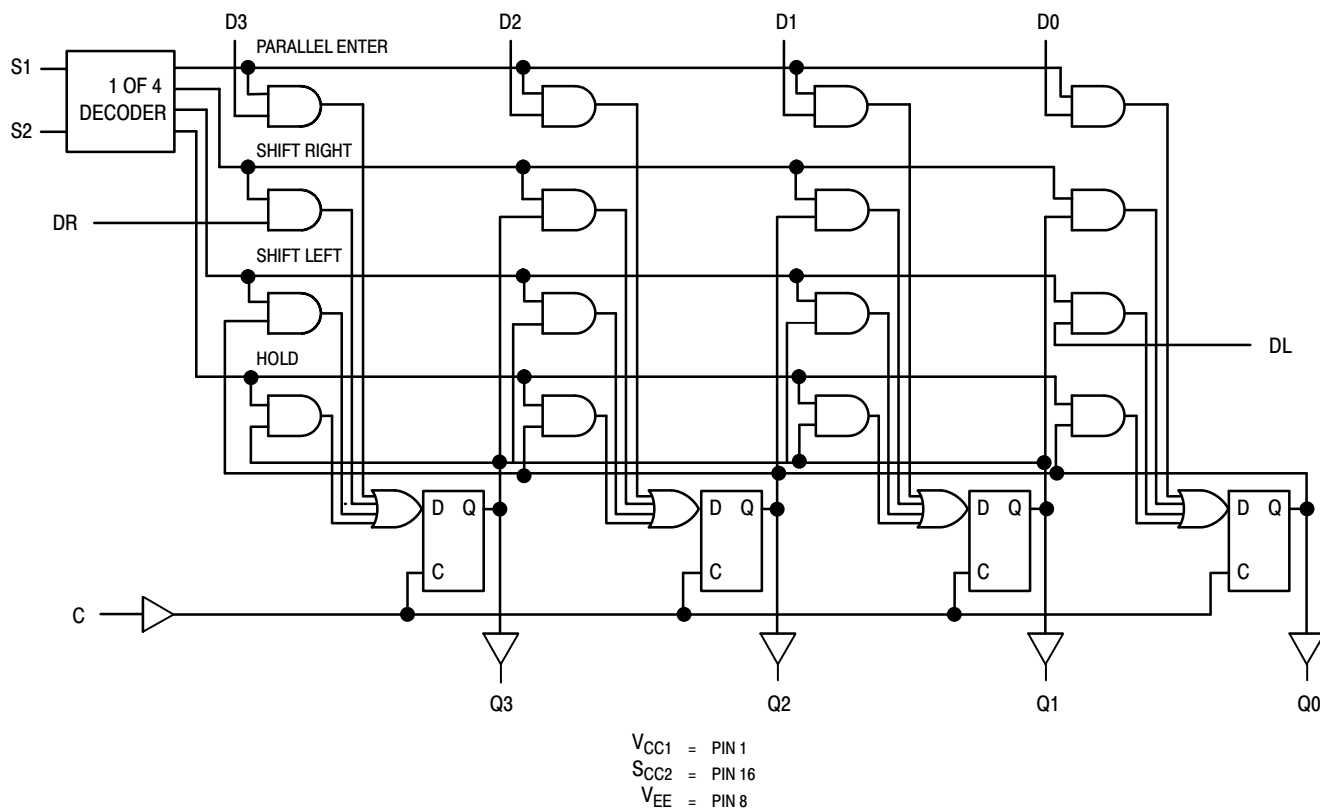 D3 D2 D1 D0
PARALLEL ENTER
S1
1 OF 4
DECODER
S2
SHIFT RIGHT
DR
SHIFT LEFT
DL
HOLD
D Q D Q D Q D Q
C C C C
C
Q3 Q2 Q1 Q0
VCC1 = PIN 1
SCC2 = PIN 16
VEE = PIN 8